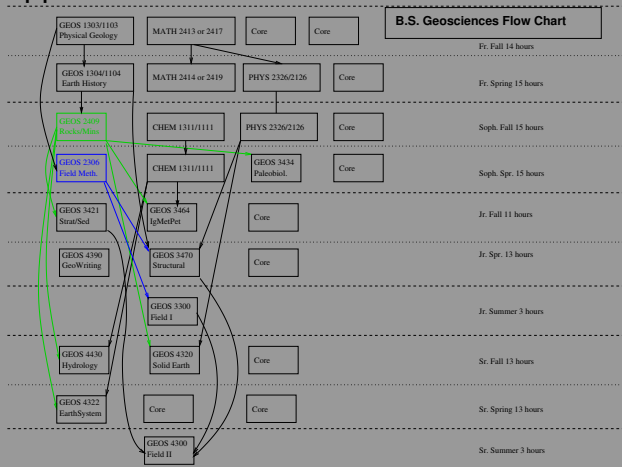 B.S. Geosciences Flow Chart
GEOS 1303/1103
Physical Geology
MATH 2413 or 2417
Core
Core
Fr. Fall 14 hours
GEOS 1304/1104
Earth History
MATH 2414 or 2419
PHYS 2326/2126
Core
Fr. Spring 15 hours
GEOS 2409
Rocks/Mins
CHEM 1311/1111
PHYS 2326/2126
Core
Soph. Fall 15 hours
GEOS 2306
Field Meth.
CHEM 1311/1111
GEOS 3434
Paleobiol.
Core
Soph. Spr. 15 hours
GEOS 3421
Strat/Sed
GEOS 3464
IgMetPet
Core
Jr. Fall 11 hours
GEOS 4390
GeoWriting
GEOS 3470
Structural
Core
Jr. Spr. 13 hours
GEOS 3300
Field I
Jr. Summer 3 hours
GEOS 4430
Hydrology
GEOS 4320
Solid Earth
Core
Sr. Fall 13 hours
GEOS 4322
EarthSystem
Core
Core
Sr. Spring 13 hours
GEOS 4300
Field II
Sr. Summer 3 hours